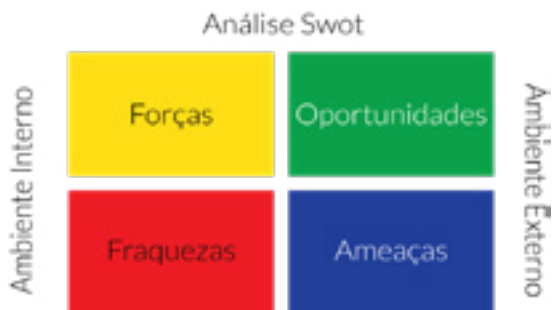 Análise Swot
Ambiente Interno
Forças
Oportunidades
Ambiente Externo
Fraquezas
Ameaças